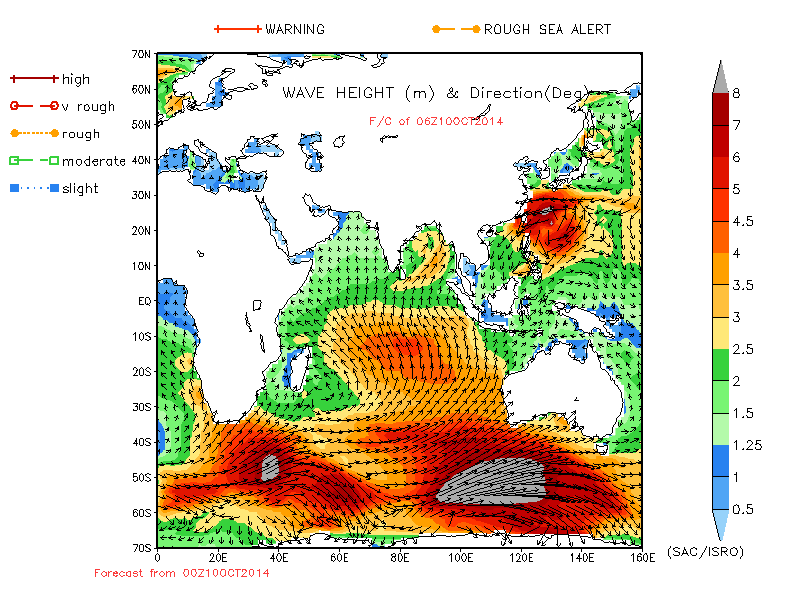 WARNING
ROUGH SEA ALERT
high
v rough
rough
moderate
slight
WAVE HEIGHT (m) & Direction(Deg)
F/C of 06Z10OCT2014
70N
60N
50N
40N
30N
20N
10N
EQ
10S
20S
30S
40S
50S
60S
70S
0
20E
40E
60E
80E
100E
120E
140E
160E
8
7
6
5
4.5
4
3.5
3
2.5
2
1.5
1.25
1
0.5
(SAC/ISRO)
Forecast from 00Z10OCT2014